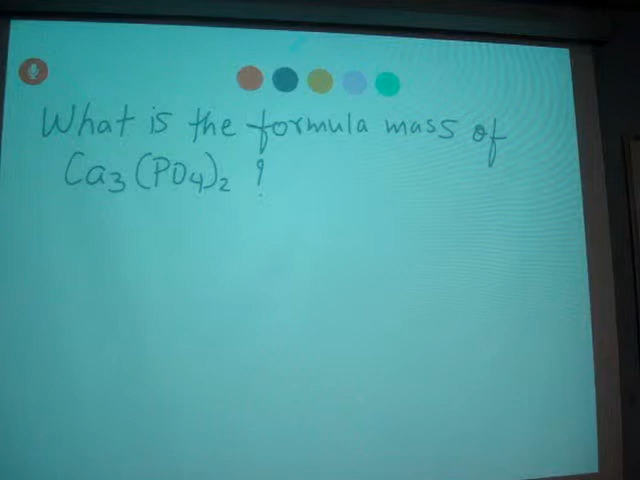 What is the formula mass of
Ca3(PO4)2 ?